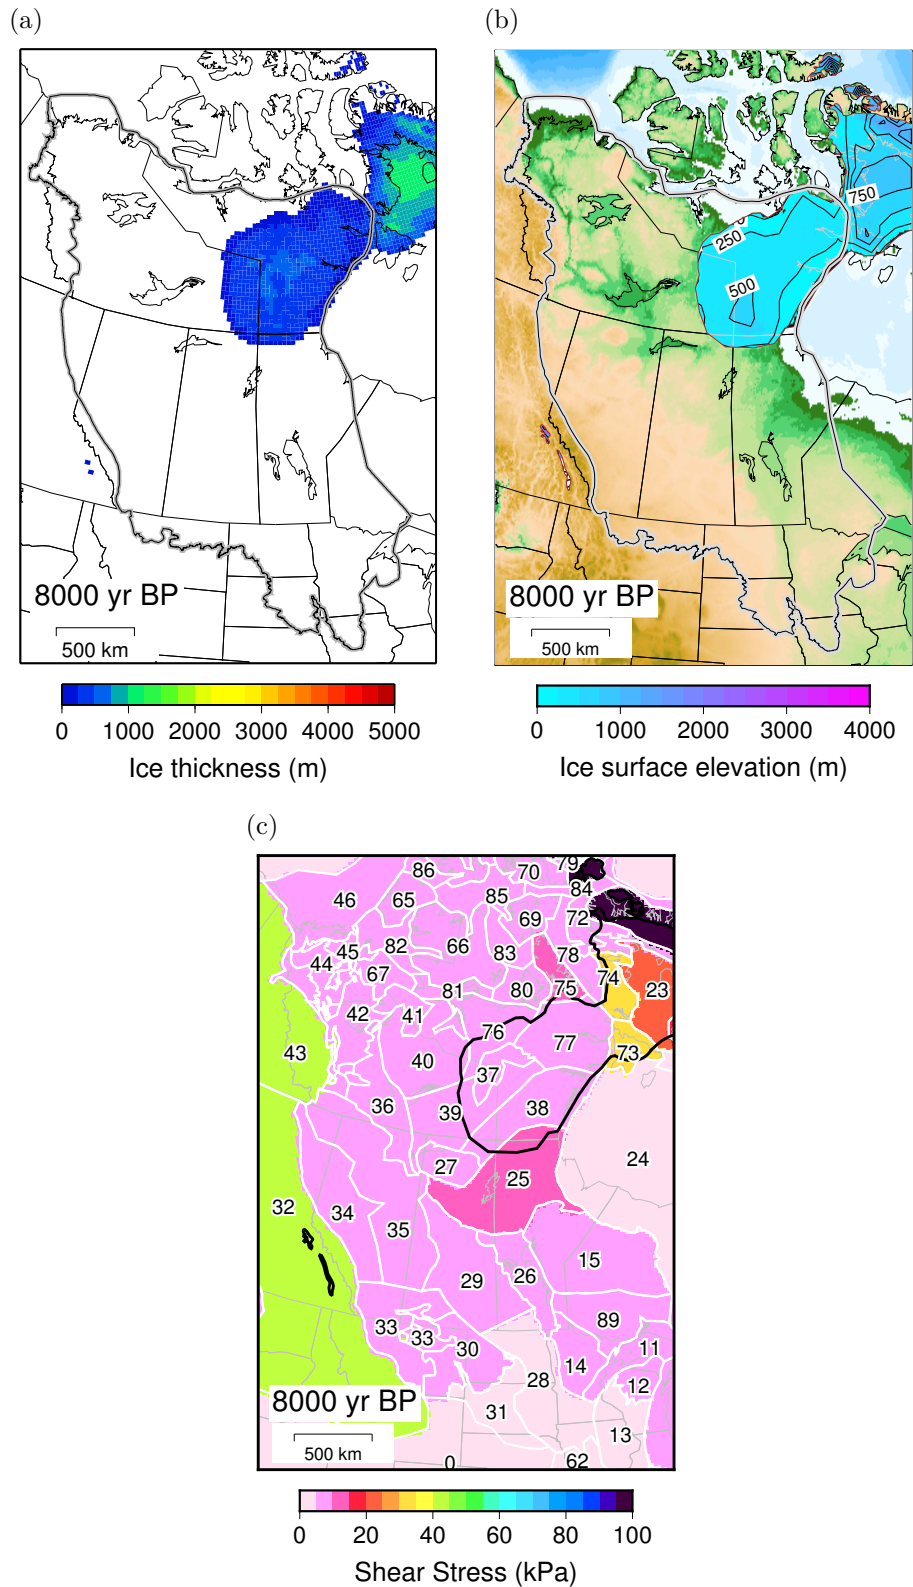 (a)
(b)
8000 yr BP
500 km
0 1000 2000 3000 4000 5000
Ice thickness (m)
750
250
500
8000 yr BP
500 km
0 1000 2000 3000 4000
Ice surface elevation (m)
(c)
79
86 70
84
46 65 85
69 72
45 82 66 83 78
44 67 74
81 80 75 23
42 41
76 77
43 40 37 73
36 39 38
27 24
25
32 34 35
15
29 26
33 33 30 89
14 11
28 12
8000 yr BP
31
13
500 km
0 62
0 20 40 60 80 100
Shear Stress (kPa)